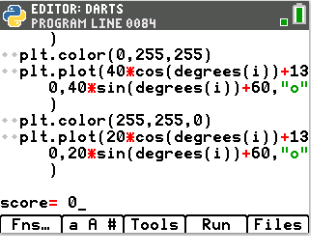 EDITOR: DARTS
PROGRAM LINE 0084
)
plt.color(0,255,255)
plt.plot(40*cos(degrees(i))+13
0,40*sin(degrees(i))+60,"o"
)
plt.color(255,255,0)
plt.plot(20*cos(degrees(i))+13
0,20*sin(degrees(i))+60,"o"
)
score= 0_
Fns… a A # Tools Run Files